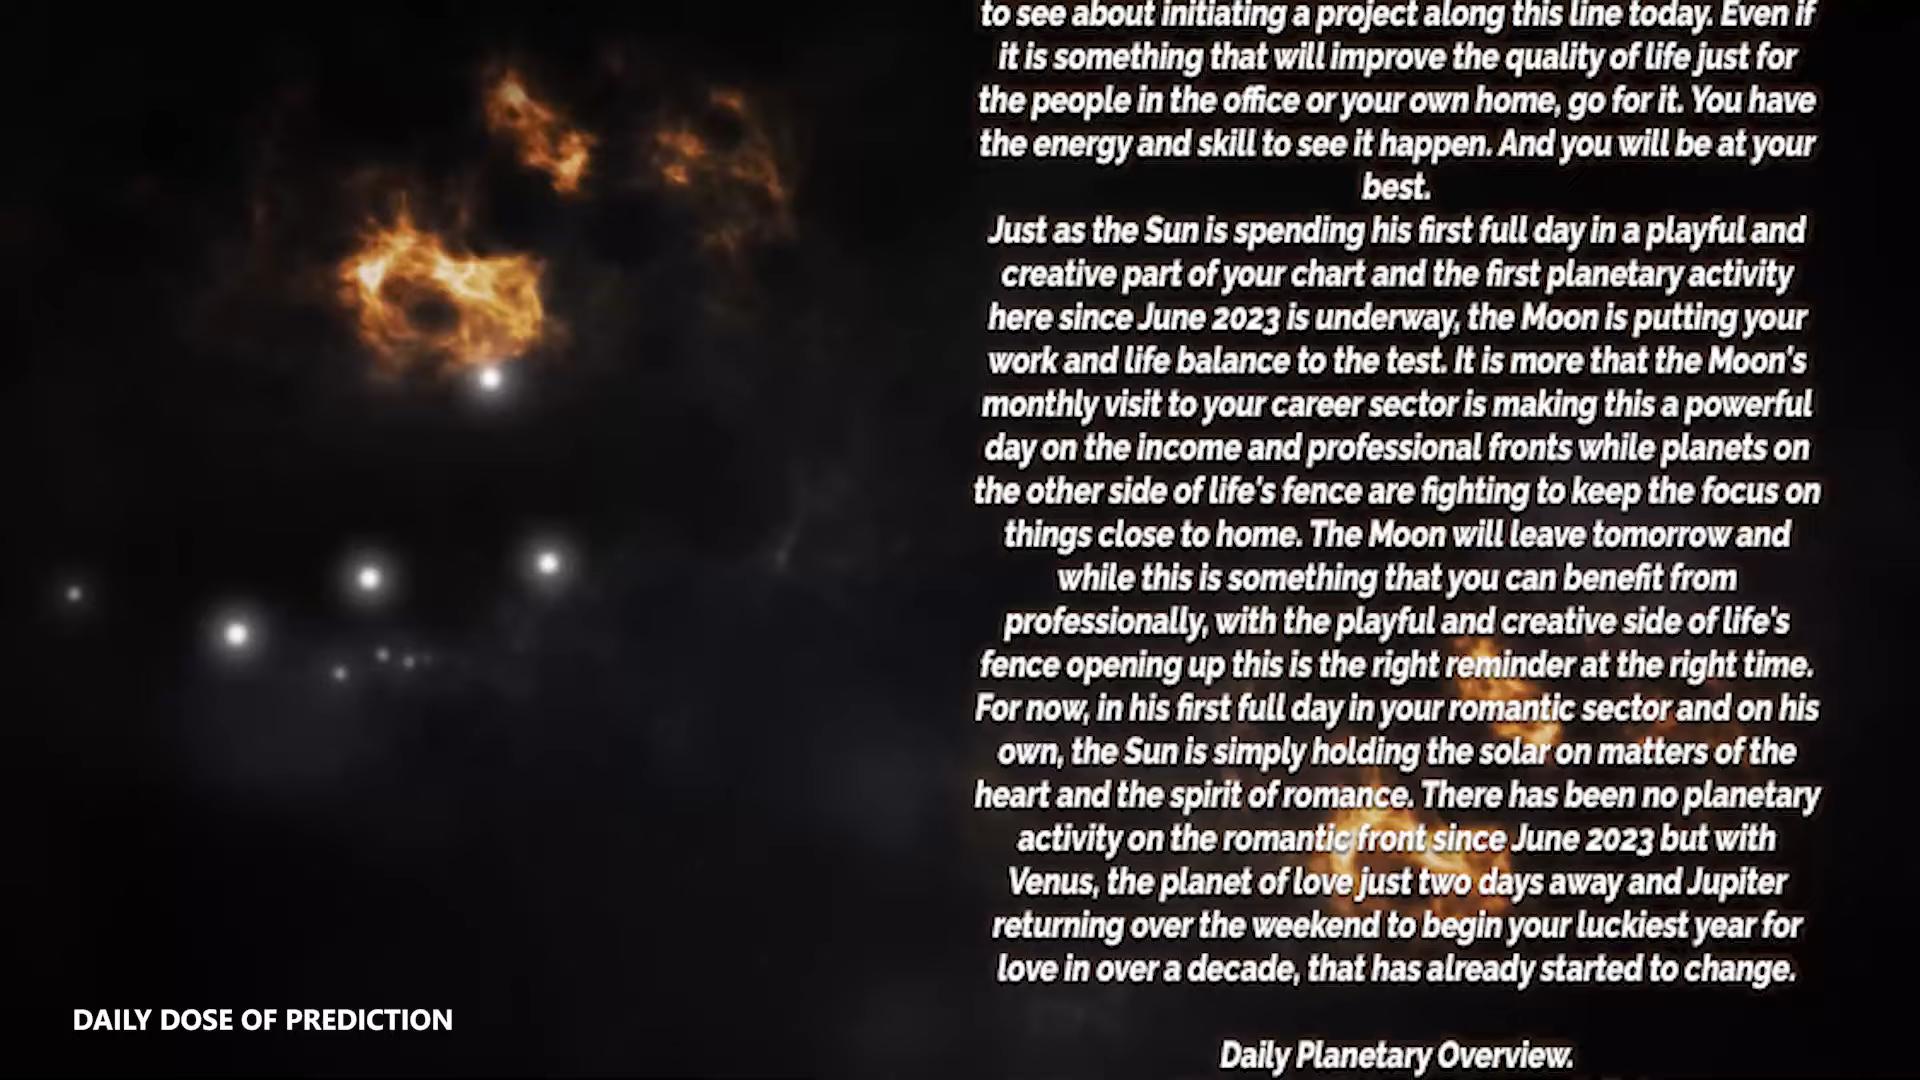 to see about initiating a project along this line today. Even if
it is something that will improve the quality of life just for
the people in the office or your own home, go for it. You have
the energy and skill to see it happen. And you will be at your
best.
Just as the Sun is spending his first full day in a playful and
creative part of your chart and the first planetary activity
here since June 2023 is underway, the Moon is putting your
work and life balance to the test. It is more that the Moon's
monthly visit to your career sector is making this a powerful
day on the income and professional fronts while planets on
the other side of life's fence are fighting to keep the focus on
things close to home. The Moon will leave tomorrow and
while this is something that you can benefit from
professionally, with the playful and creative side of life's
fence opening up this is the right reminder at the right time.
For now, in his first full day in your romantic sector and on his
own, the Sun is simply holding the solar on matters of the
heart and the spirit of romance. There has been no planetary
activity on the romantic front since June 2023 but with
Venus, the planet of love just two days away and Jupiter
returning over the weekend to begin your luckiest year for
love in over a decade, that has already started to change.
Daily Planetary Overview.
DAILY DOSE OF PREDICTION